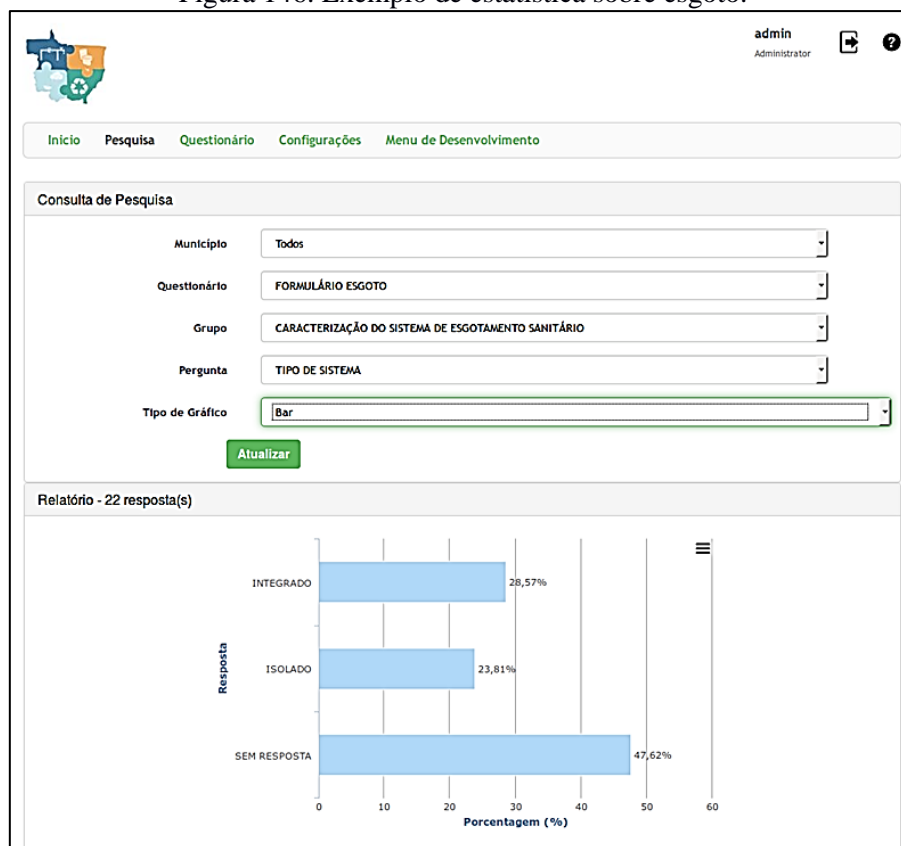 Figura 146. Exemplo de estatística sobre esgoto.
admin
Administrator
Inicio Pesquisa Questionário Configurações Menu de Desenvolvimento
Consulta de Pesquisa
Município Todos
Questionário FORMULÁRIO ESGOTO
Grupo CARACTERIZAÇÃO DO SISTEMA DE ESGOTAMENTO SANITÁRIO
Pergunta TIPO DE SISTEMA
Tipo de Gráfico Bar
Atualizar
Relatório - 22 resposta(s)
INTEGRADO 28,57%
Resposta
ISOLADO 23,81%
SEM RESPOSTA 47,62%
0 10 20 30 40 50 60
Porcentagem (%)